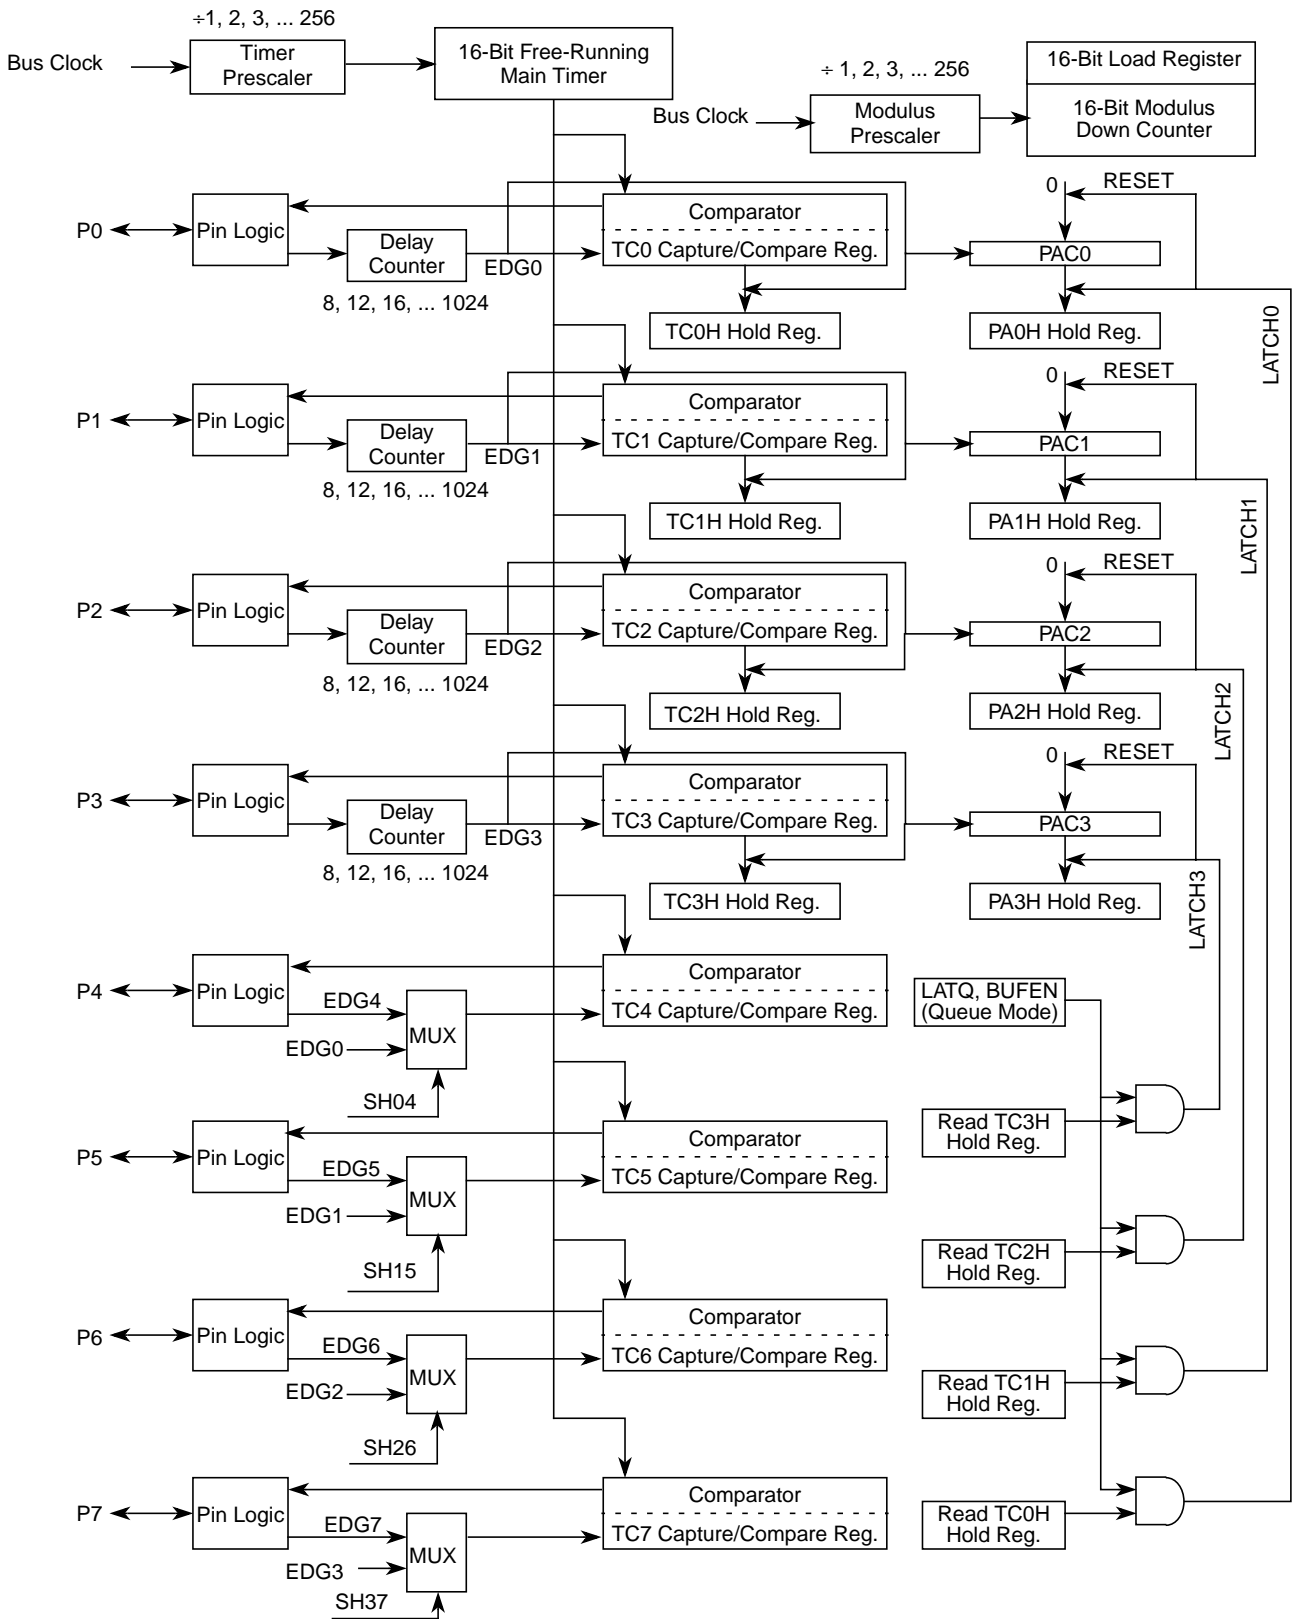 ÷1, 2, 3, ... 256
Bus Clock
Timer
Prescaler
16-Bit Free-Running
Main Timer
÷ 1, 2, 3, ... 256
Bus Clock
Modulus
Prescaler
16-Bit Load Register
16-Bit Modulus
Down Counter
P0
Pin Logic
Delay
Counter
8, 12, 16, ... 1024
EDG0
Comparator
TC0 Capture/Compare Reg.
TC0H Hold Reg.
0
RESET
PAC0
PA0H Hold Reg.
LATCH0
P1
Pin Logic
Delay
Counter
8, 12, 16, ... 1024
EDG1
Comparator
TC1 Capture/Compare Reg.
TC1H Hold Reg.
0
RESET
PAC1
PA1H Hold Reg.
LATCH1
P2
Pin Logic
Delay
Counter
8, 12, 16, ... 1024
EDG2
Comparator
TC2 Capture/Compare Reg.
TC2H Hold Reg.
0
RESET
PAC2
PA2H Hold Reg.
LATCH2
P3
Pin Logic
Delay
Counter
8, 12, 16, ... 1024
EDG3
Comparator
TC3 Capture/Compare Reg.
TC3H Hold Reg.
0
RESET
PAC3
PA3H Hold Reg.
LATCH3
P4
Pin Logic
EDG4
EDG0
MUX
SH04
Comparator
TC4 Capture/Compare Reg.
LATQ, BUFEN
(Queue Mode)
P5
Pin Logic
EDG5
EDG1
MUX
SH15
Comparator
TC5 Capture/Compare Reg.
Read TC3H
Hold Reg.
P6
Pin Logic
EDG6
EDG2
MUX
SH26
Comparator
TC6 Capture/Compare Reg.
Read TC2H
Hold Reg.
Read TC1H
Hold Reg.
P7
Pin Logic
EDG7
EDG3
MUX
SH37
Comparator
TC7 Capture/Compare Reg.
Read TC0H
Hold Reg.